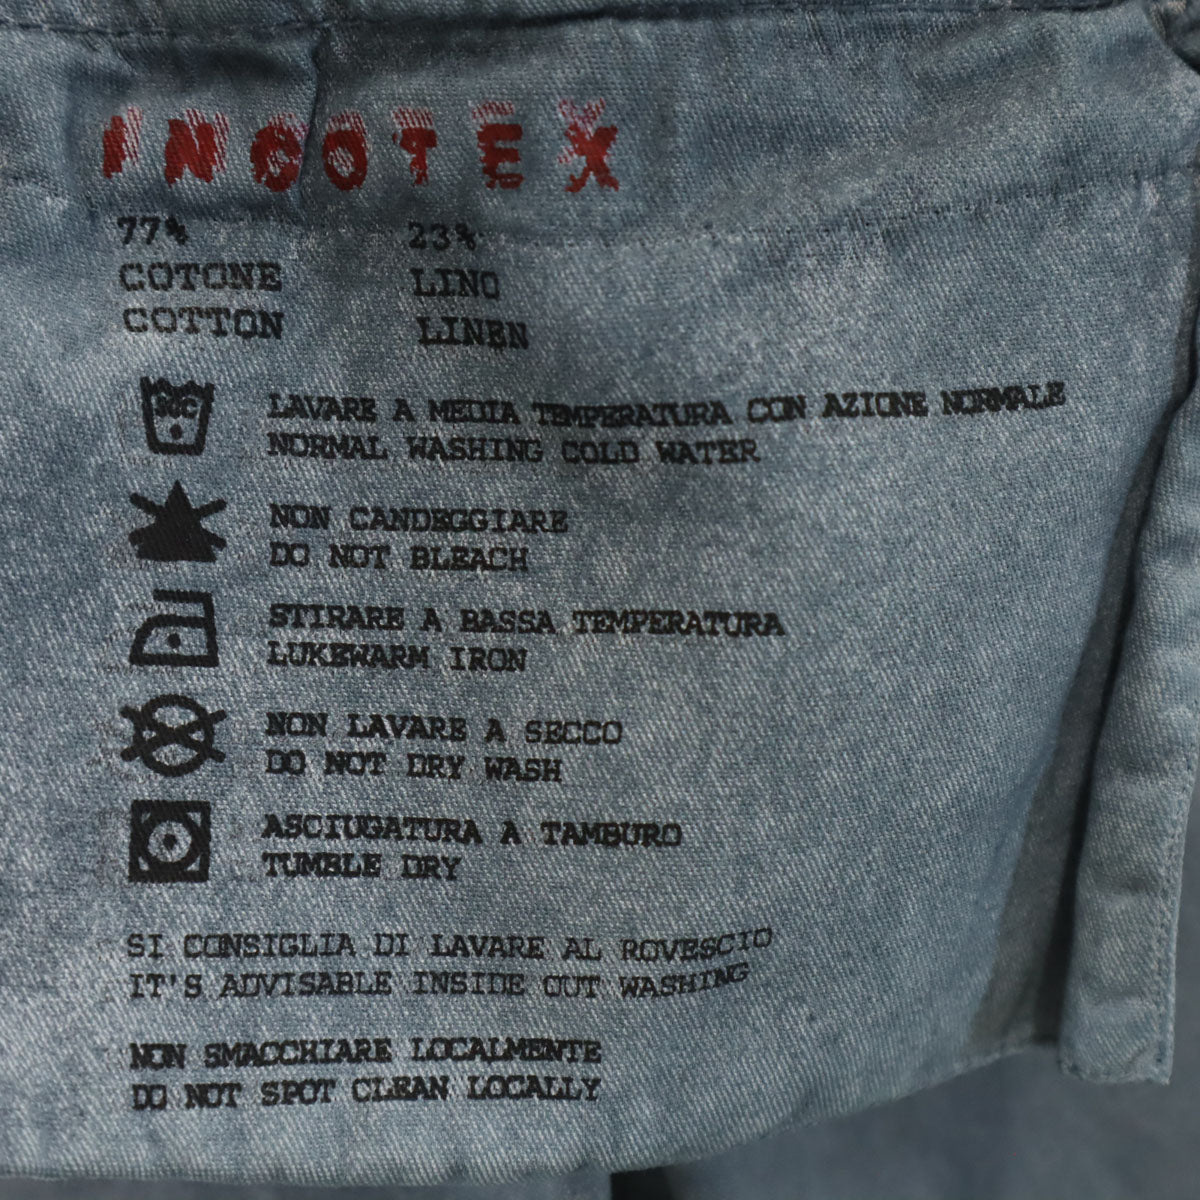 INCOTEX
77% 23%
COTONE LINO
COTTON LINEN
30C
LAVARE A MEDIA TEMPERATURA CON AZIONE NORMALE
NORMAL WASHING COLD WATER
NON CANDEGGIARE
DO NOT BLEACH
STIRARE A BASSA TEMPERATURA
LUKEWARM IRON
NON LAVARE A SECCO
DO NOT DRY WASH
ASCIUGATURA A TAMBURO
TUMBLE DRY
SI CONSIGLIA DI LAVARE AL ROVESCIO
IT'S ADVISABLE INSIDE OUT WASHING
NON SMACCHIARE LOCALMENTE
DO NOT SPOT CLEAN LOCALLY